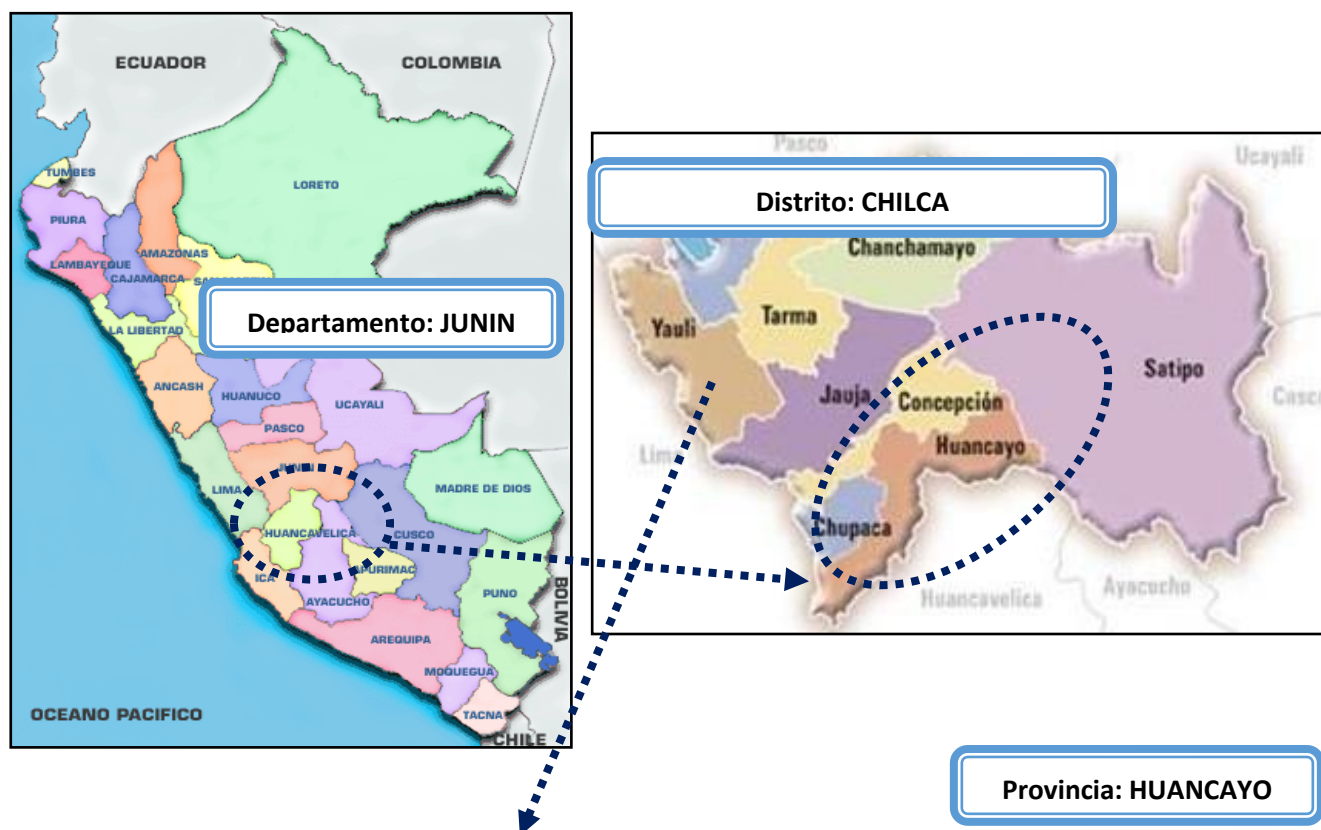 ECUADOR
COLOMBIA
TUMBES
LORETO
PIURA
AMAZONAS
LAMBAYEQUE
CAJAMARCA
Departamento: JUNIN
LA LIBERTAD
ANCASH
HUANUCO
UCAYALI
PASCO
JUNIN
LIMA
MADRE DE DIOS
HUANCAVELICA
CUSCO
ICA
APURIMAC
AYACUCHO
PUNO
BOLIVIA
AREQUIPA
MOQUEGUA
OCEANO PACIFICO
TACNA
CHILE
Pasco
Ucayali
Distrito: CHILCA
Chanchamayo
Yauli
Tarma
Satipo
Jauja
Concepción
Huancayo
Lima
Chupaca
Ayacucho
Huancavelica
Provincia: HUANCAYO